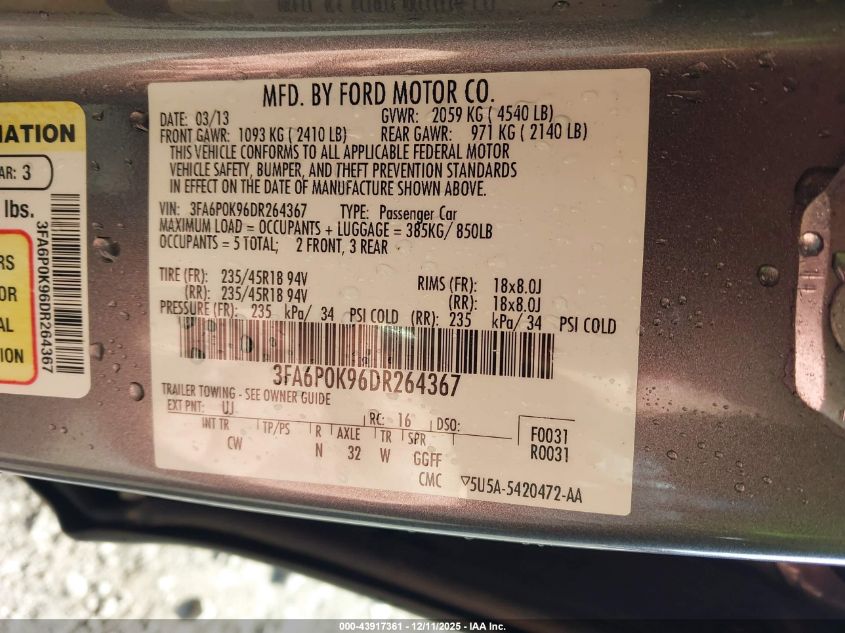 MFD. BY FORD MOTOR CO.
DATE: 03/13 GVWR: 2059 KG ( 4540 LB)
FRONT GAWR: 1093 KG ( 2410 LB) REAR GAWR: 971 KG ( 2140 LB)
THIS VEHICLE CONFORMS TO ALL APPLICABLE FEDERAL MOTOR
VEHICLE SAFETY, BUMPER, AND THEFT PREVENTION STANDARDS
IN EFFECT ON THE DATE OF MANUFACTURE SHOWN ABOVE.
VIN: 3FA6P0K96DR264367 TYPE: Passenger Car
MAXIMUM LOAD = OCCUPANTS + LUGGAGE = 385KG/ 850LB
OCCUPANTS = 5 TOTAL; 2 FRONT, 3 REAR
TIRE (FR): 235/45R18 94V RIMS (FR): 18x8.0J
(RR): 235/45R18 94V (RR): 18x8.0J
PRESSURE (FR): 235 kPa/ 34 PSI COLD (RR): 235 kPa/ 34 PSI COLD
3FA6P0K96DR264367
TRAILER TOWING - SEE OWNER GUIDE
EXT PNT: UJ RC: 16 DSO:
INT TR TP/PS R AXLE TR SPR F0031
CW N 32 W GGFF R0031
CMC ▽5U5A-5420472-AA
MATION
AR: 3
lbs.
RS
OR
AL
ION
3FA6P0K96DR264367
000-43917361 - 12/11/2025 - IAA Inc.